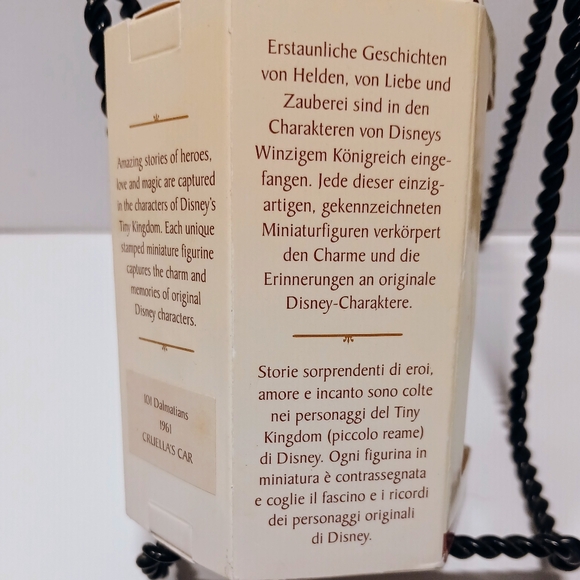 Amazing stories of heroes,
love and magic are captured
in the characters of Disney's
Tiny Kingdom. Each unique
stamped miniature figurine
captures the charm and
memories of original
Disney characters.
101 Dalmatians
1961
CRUELLA'S CAR
Erstaunliche Geschichten
von Helden, von Liebe und
Zauberei sind in den
Charakteren von Disneys
Winzigem Königreich einge-
fangen. Jede dieser einzig-
artigen, gekennzeichneten
Miniaturfiguren verkörpert
den Charme und die
Erinnerungen an originale
Disney-Charaktere.
Storie sorprendenti di eroi,
amore e incanto sono colte
nei personaggi del Tiny
Kingdom (piccolo reame)
di Disney. Ogni figurina in
miniatura è contrassegnata
e coglie il fascino e i ricordi
dei personaggi originali
di Disney.